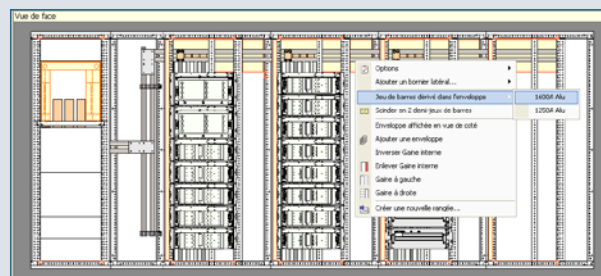 Vue de face
Options
Ajouter un bornier latéral...
Jeu de barres dérivé dans l'enveloppe
1600A Alu
Scinder en 2 demi-jeux de barres
1250A Alu
Enveloppe affichée en vue de coté
Ajouter une enveloppe
Inverser Gaine interne
Enlever Gaine interne
Gaine à gauche
Gaine à droite
Créer une nouvelle rangée...